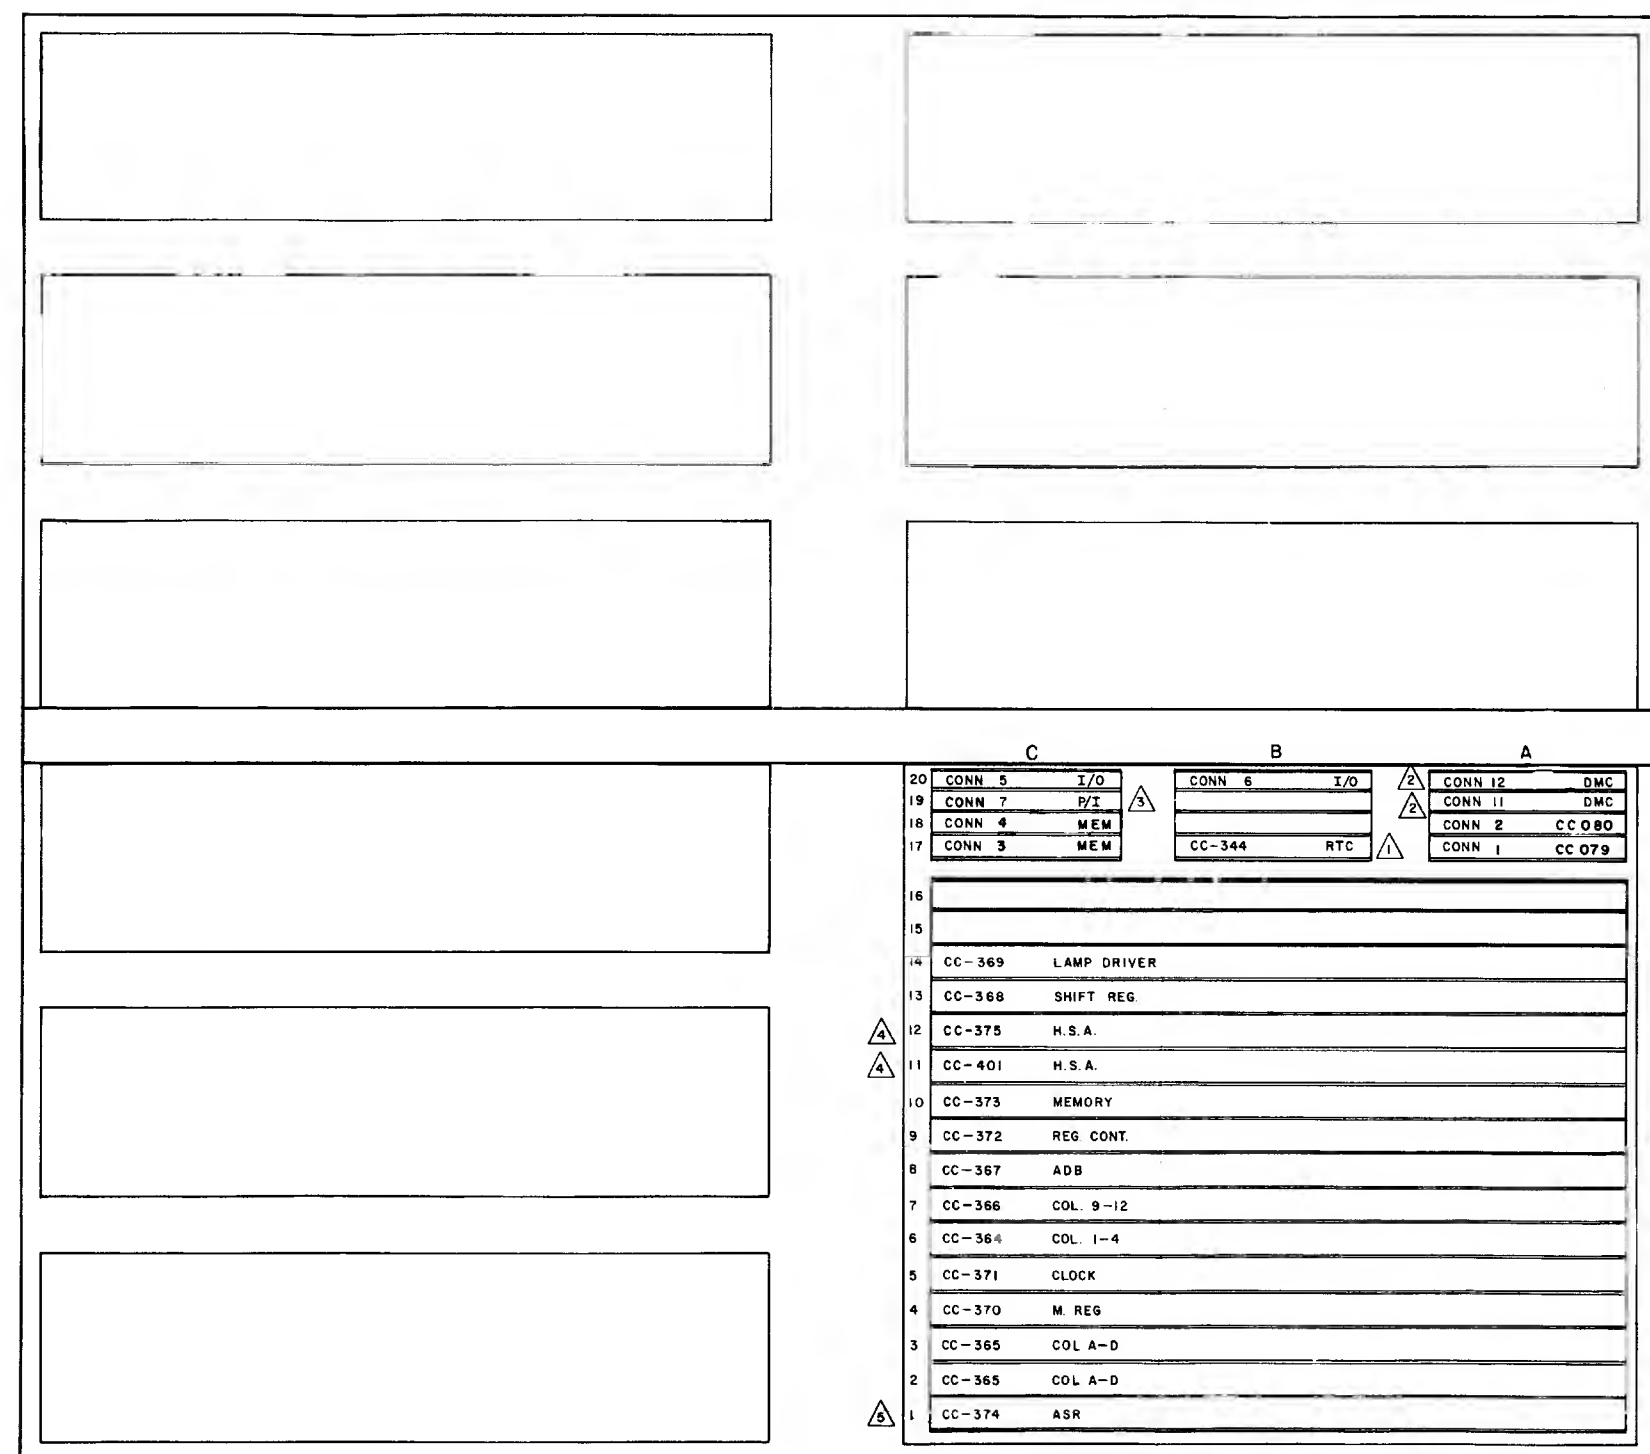 C B A
20 CONN 5 I/O CONN 6 I/O 2 CONN 12 DMC
19 CONN 7 P/I 3 2 CONN 11 DMC
18 CONN 4 MEM CONN 2 CC 080
17 CONN 3 MEM CC-344 RTC 1 CONN 1 CC 079
16
15
14 CC-369 LAMP DRIVER
13 CC-368 SHIFT REG.
4 12 CC-375 H.S.A.
4 11 CC-401 H.S.A.
10 CC-373 MEMORY
9 CC-372 REG. CONT.
8 CC-367 ADB
7 CC-366 COL. 9-12
6 CC-364 COL. 1-4
5 CC-371 CLOCK
4 CC-370 M. REG
3 CC-365 COL A-D
2 CC-365 COL A-D
5 1 CC-374 ASR